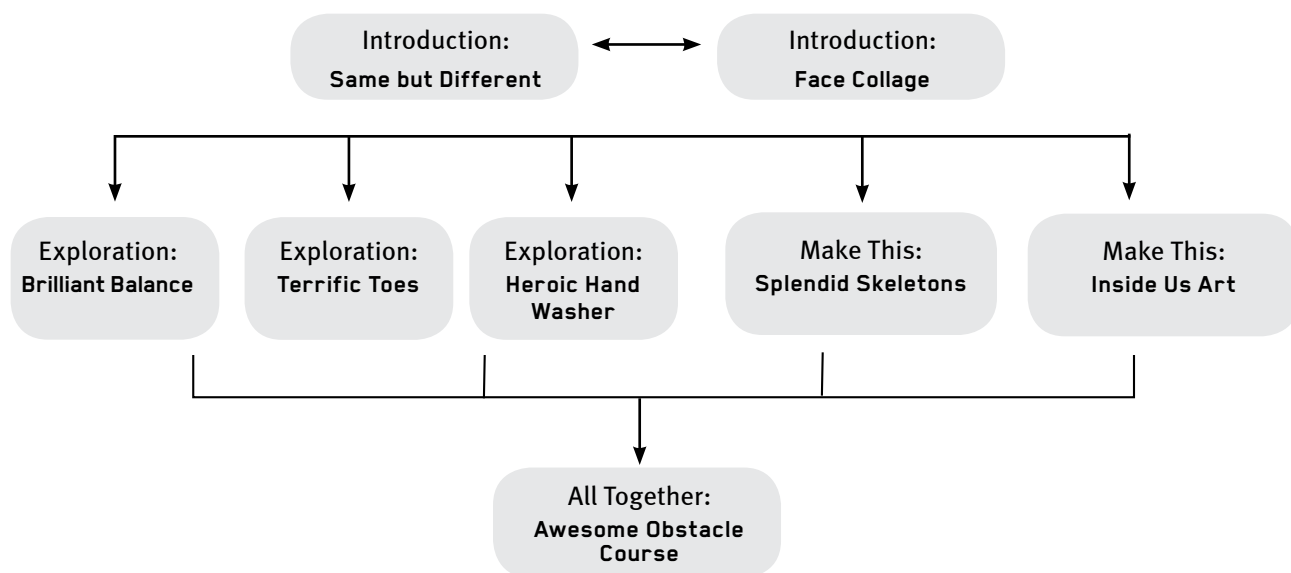 Introduction:
Same but Different
Introduction:
Face Collage
Exploration:
Brilliant Balance
Exploration:
Terrific Toes
Exploration:
Heroic Hand
Washer
Make This:
Splendid Skeletons
Make This:
Inside Us Art
All Together:
Awesome Obstacle
Course